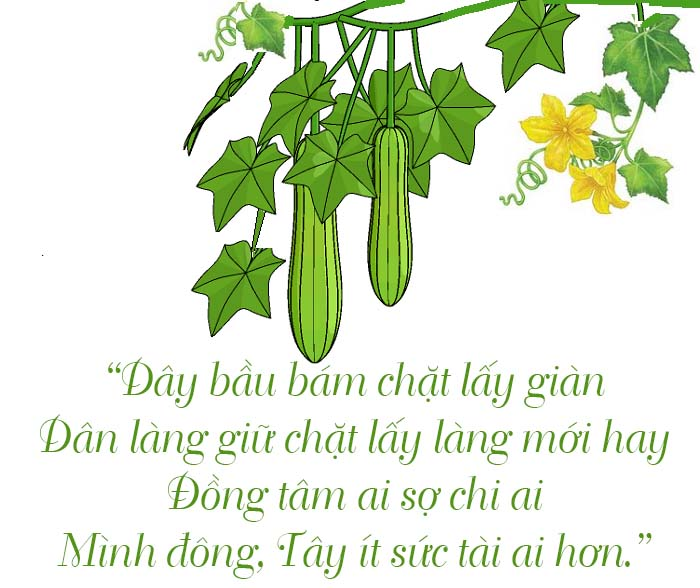 “Dây bầu bám chặt lấy giàn
Dân làng giữ chặt lấy làng mới hay
Đồng tâm ai sợ chi ai
Mình đông, Tây ít sức tài ai hơn.”